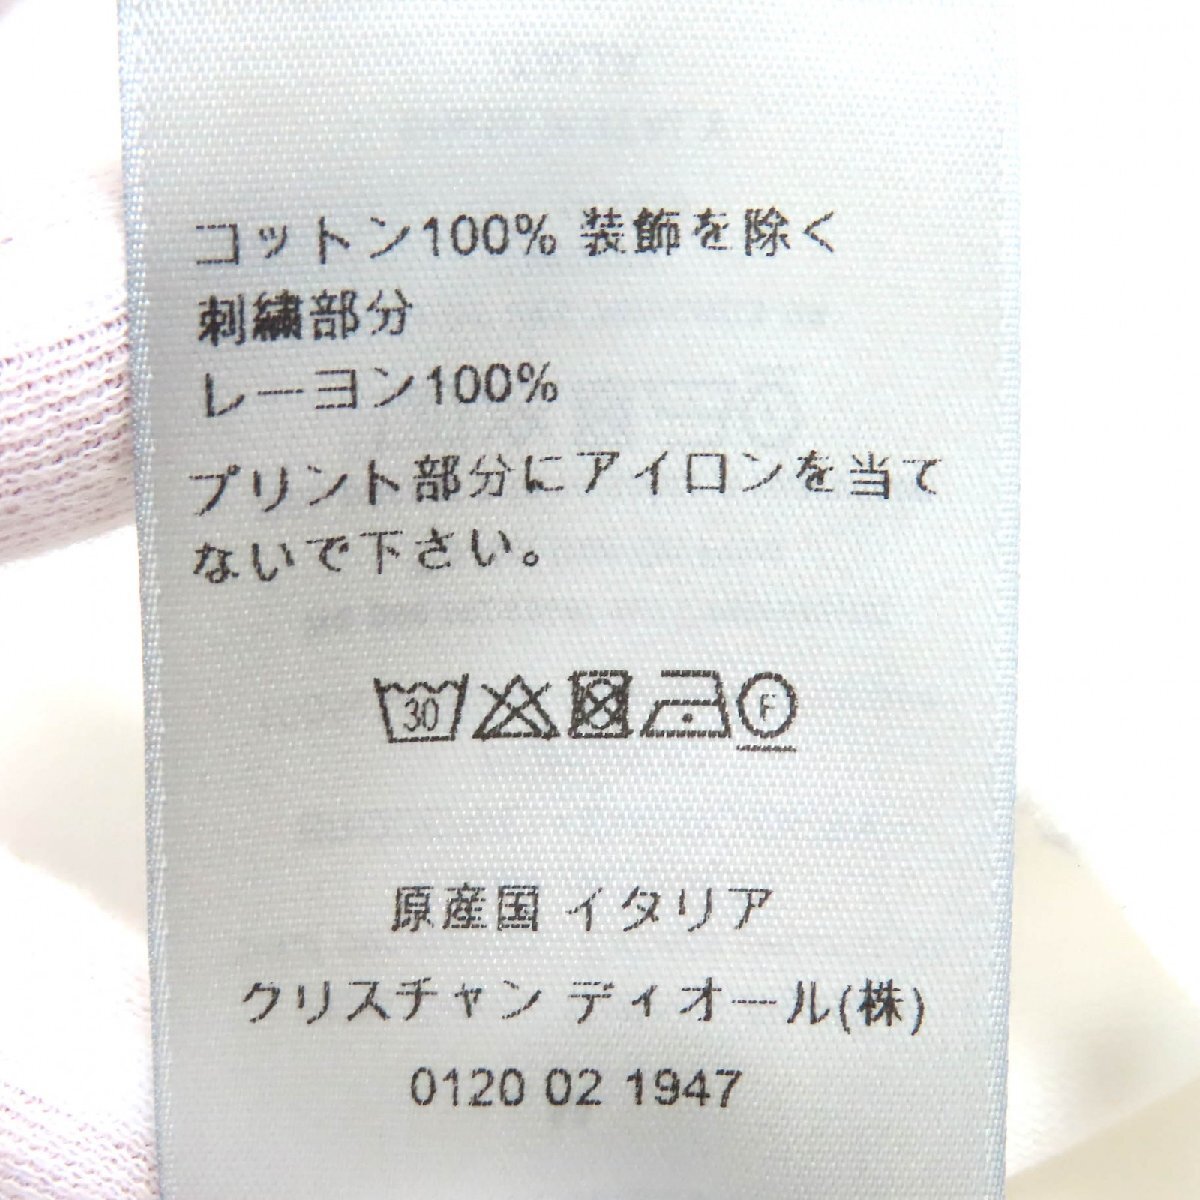 コットン100% 装飾を除く
刺繍部分
レーヨン100%
プリント部分にアイロンを当て
ないで下さい。
30 F
原産国 イタリア
クリスチャン ディオール(株)
0120 02 1947